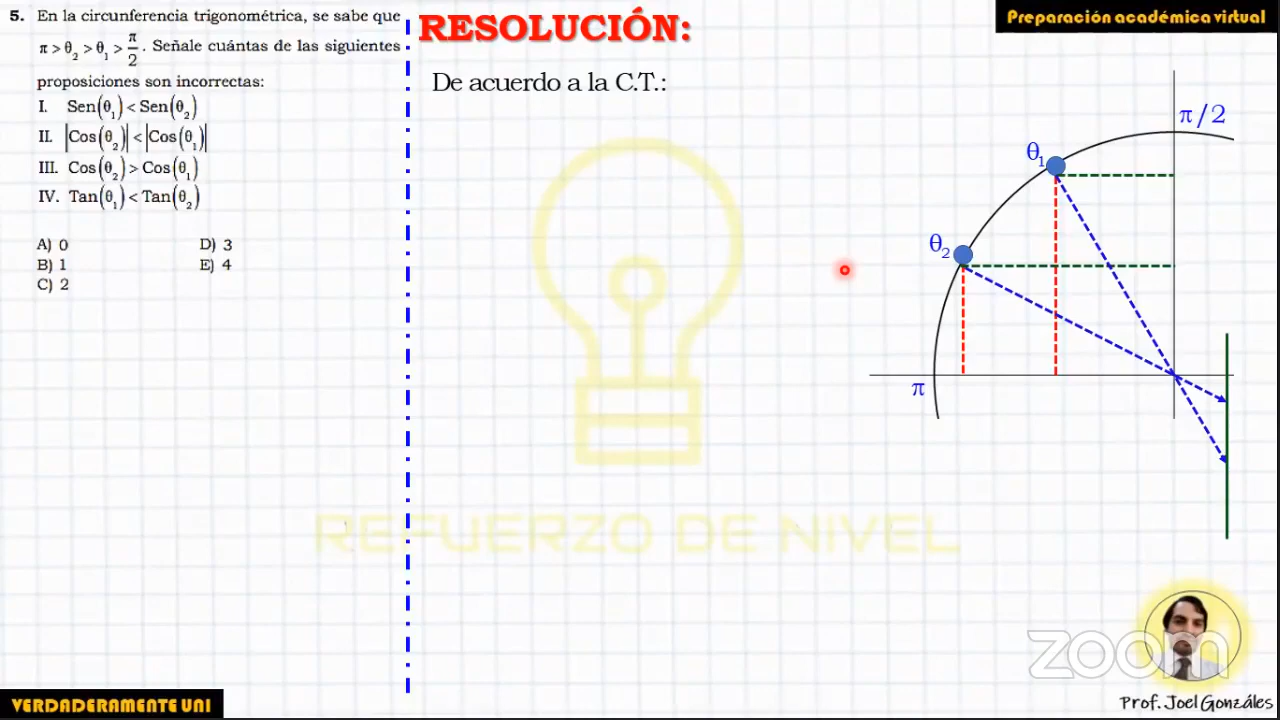 5. En la circunferencia trigonométrica, se sabe que
π > θ₂ > θ₁ > π/2 . Señale cuántas de las siguientes
proposiciones son incorrectas:
I. Sen(θ₁) < Sen(θ₂)
II. |Cos(θ₂)| < |Cos(θ₁)|
III. Cos(θ₂) > Cos(θ₁)
IV. Tan(θ₁) < Tan(θ₂)
A) 0
D) 3
B) 1
E) 4
C) 2
RESOLUCIÓN:
De acuerdo a la C.T.:
Preparación académica virtual
π/2
θ₁
θ₂
π
REFUERZO DE NIVEL
zoom
Prof. Joel Gonzáles
VERDADERAMENTE UNI